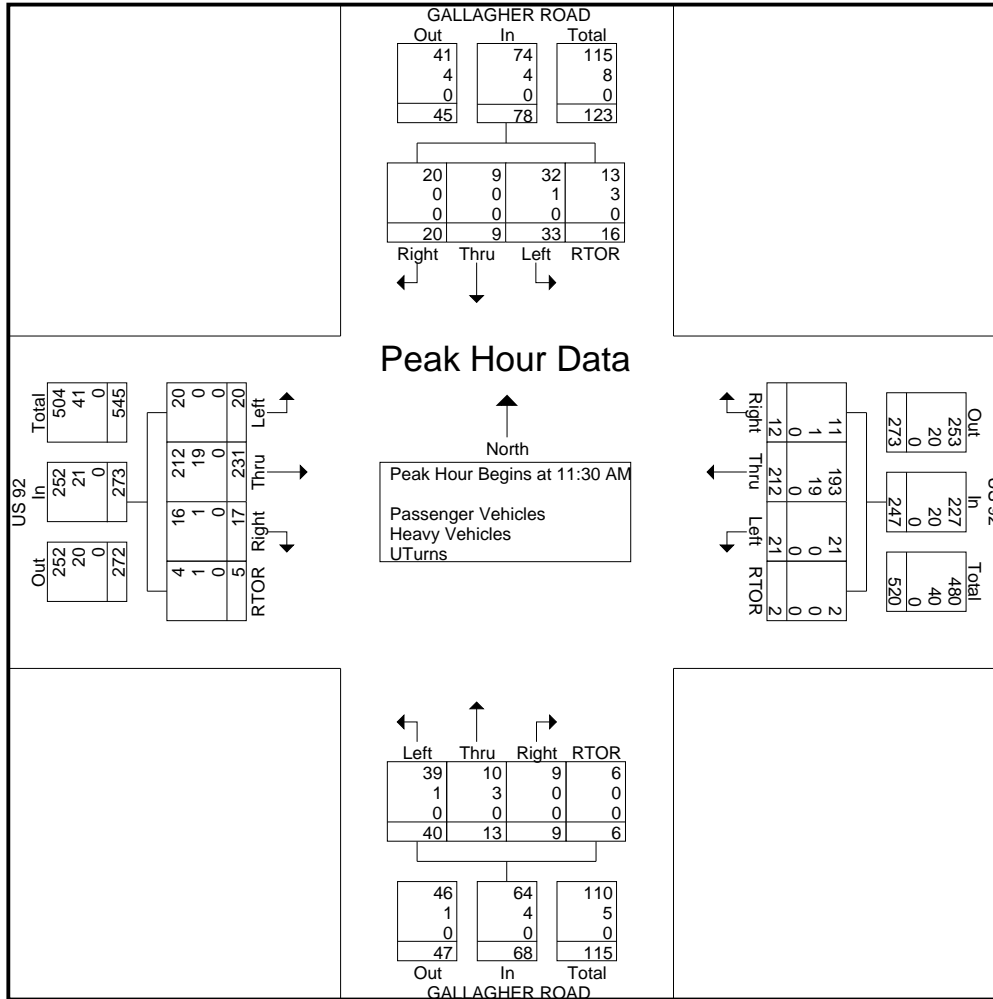 GALLAGHER ROAD
Out In Total
41 74 115
4 4 8
0 0 0
45 78 123
20 9 32 13
0 0 1 3
0 0 0 0
20 9 33 16
Right Thru Left RTOR
Peak Hour Data
North
Peak Hour Begins at 11:30 AM
Passenger Vehicles
Heavy Vehicles
UTurns
US 92
Out In Total
252 252 504
20 21 41
0 0 0
272 273 545
RTOR Right Thru Left
4 16 212 20
1 1 19 0
0 0 0 0
5 17 231 20
Out In Total
253 227 480
20 20 40
0 0 0
273 247 520
11 193 21 2
1 19 0 0
0 0 0 0
12 212 21 2
Right Thru Left RTOR
Left Thru Right RTOR
39 10 9 6
1 3 0 0
0 0 0 0
40 13 9 6
46 64 110
1 4 5
0 0 0
47 68 115
Out In Total
GALLAGHER ROAD